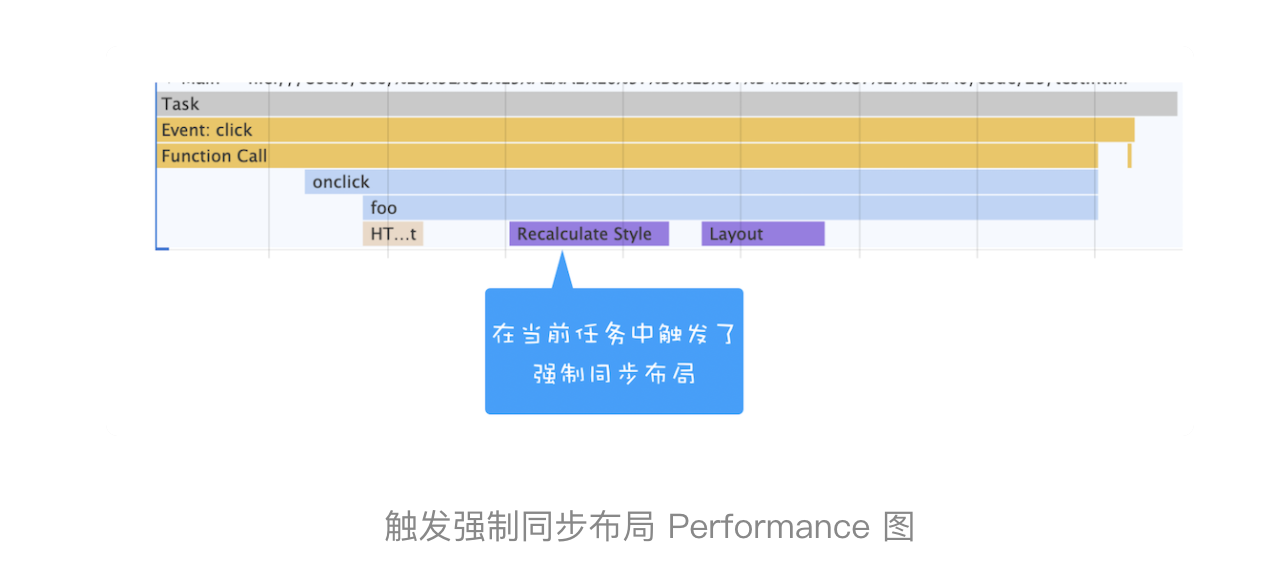 Task
Event: click
Function Call
onclick
foo
HT...t
Recalculate Style
Layout
在当前任务中触发了
强制同步布局
触发强制同步布局 Performance 图